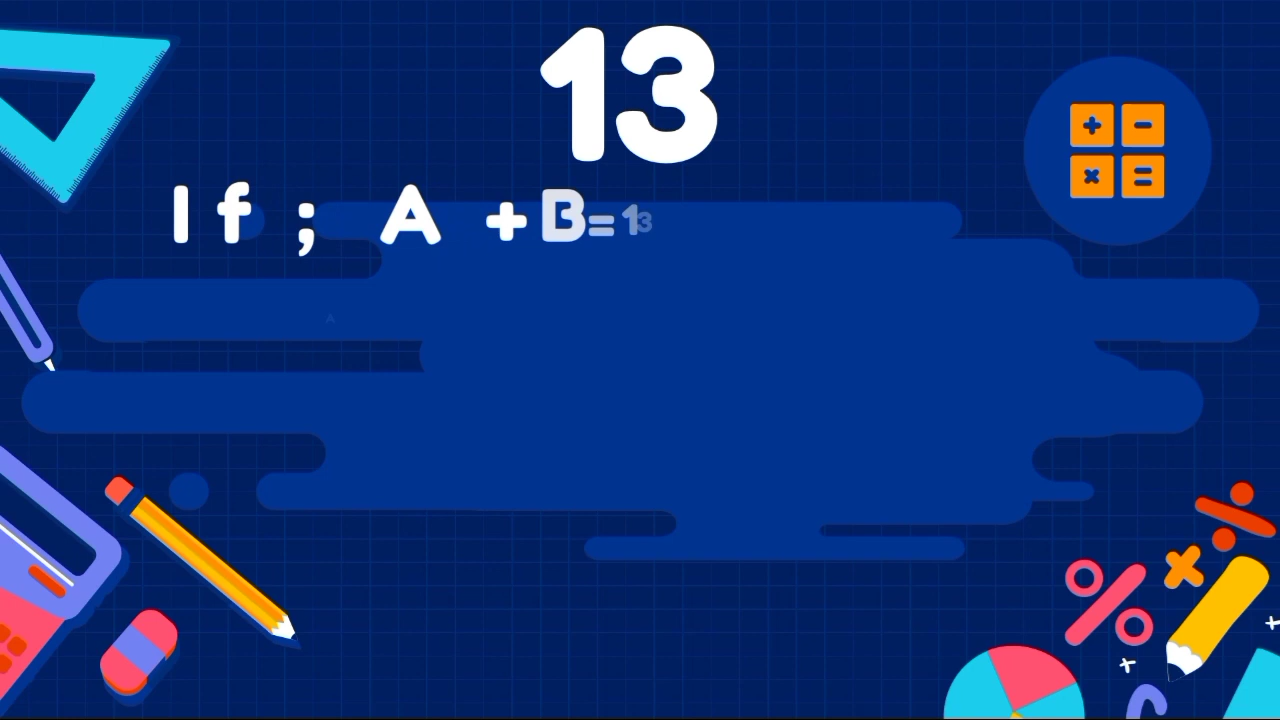 13
If ; A + B = 13
A